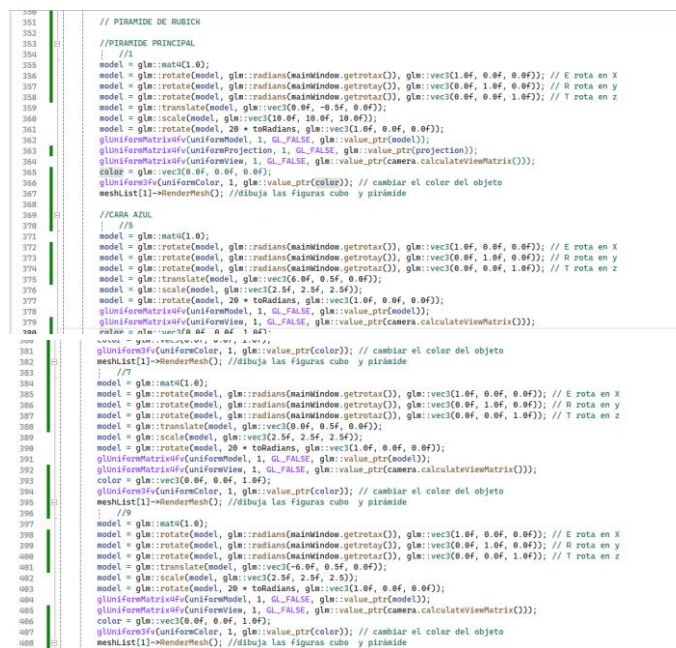 350
351 // PIRAMIDE DE RUBICK
352
353 //PIRAMIDE PRINCIPAL
354 //1
355 model = glm::mat4(1.0);
356 model = glm::rotate(model, glm::radians(mainWindow.getrotax()), glm::vec3(1.0f, 0.0f, 0.0f)); // E rota en X
357 model = glm::rotate(model, glm::radians(mainWindow.getrotay()), glm::vec3(0.0f, 1.0f, 0.0f)); // R rota en y
358 model = glm::rotate(model, glm::radians(mainWindow.getrotaz()), glm::vec3(0.0f, 0.0f, 1.0f)); // T rota en z
359 model = glm::translate(model, glm::vec3(0.0f, -0.5f, 0.0f));
360 model = glm::scale(model, glm::vec3(10.0f, 10.0f, 10.0f));
361 model = glm::rotate(model, 20 * toRadians, glm::vec3(1.0f, 0.0f, 0.0f));
362 glUniformMatrix4fv(uniformModel, 1, GL_FALSE, glm::value_ptr(model));
363 glUniformMatrix4fv(uniformProjection, 1, GL_FALSE, glm::value_ptr(projection));
364 glUniformMatrix4fv(uniformView, 1, GL_FALSE, glm::value_ptr(camera.calculateViewMatrix()));
365 color = glm::vec3(0.0f, 0.0f, 0.0f);
366 glUniform3fv(uniformColor, 1, glm::value_ptr(color)); // cambiar el color del objeto
367 meshList[1]->RenderMesh(); //dibuja las figuras cubo y pirámide
368
369 //CARA AZUL
370 //5
371 model = glm::mat4(1.0);
372 model = glm::rotate(model, glm::radians(mainWindow.getrotax()), glm::vec3(1.0f, 0.0f, 0.0f)); // E rota en X
373 model = glm::rotate(model, glm::radians(mainWindow.getrotay()), glm::vec3(0.0f, 1.0f, 0.0f)); // R rota en y
374 model = glm::rotate(model, glm::radians(mainWindow.getrotaz()), glm::vec3(0.0f, 0.0f, 1.0f)); // T rota en z
375 model = glm::translate(model, glm::vec3(6.0f, 0.5f, 0.0f));
376 model = glm::scale(model, glm::vec3(2.5f, 2.5f, 2.5f));
377 model = glm::rotate(model, 20 * toRadians, glm::vec3(1.0f, 0.0f, 0.0f));
378 glUniformMatrix4fv(uniformModel, 1, GL_FALSE, glm::value_ptr(model));
379 glUniformMatrix4fv(uniformView, 1, GL_FALSE, glm::value_ptr(camera.calculateViewMatrix()));
380 color = glm::vec3(0.0f, 0.0f, 1.0f);
380 color = glm::vec3(0.0f, 0.0f, 1.0f);
381 glUniform3fv(uniformColor, 1, glm::value_ptr(color)); // cambiar el color del objeto
382 meshList[1]->RenderMesh(); //dibuja las figuras cubo y pirámide
383 //7
384 model = glm::mat4(1.0);
385 model = glm::rotate(model, glm::radians(mainWindow.getrotax()), glm::vec3(1.0f, 0.0f, 0.0f)); // E rota en X
386 model = glm::rotate(model, glm::radians(mainWindow.getrotay()), glm::vec3(0.0f, 1.0f, 0.0f)); // R rota en y
387 model = glm::rotate(model, glm::radians(mainWindow.getrotaz()), glm::vec3(0.0f, 0.0f, 1.0f)); // T rota en z
388 model = glm::translate(model, glm::vec3(0.0f, 0.5f, 0.0f));
389 model = glm::scale(model, glm::vec3(2.5f, 2.5f, 2.5f));
390 model = glm::rotate(model, 20 * toRadians, glm::vec3(1.0f, 0.0f, 0.0f));
391 glUniformMatrix4fv(uniformModel, 1, GL_FALSE, glm::value_ptr(model));
392 glUniformMatrix4fv(uniformView, 1, GL_FALSE, glm::value_ptr(camera.calculateViewMatrix()));
393 color = glm::vec3(0.0f, 0.0f, 1.0f);
394 glUniform3fv(uniformColor, 1, glm::value_ptr(color)); // cambiar el color del objeto
395 meshList[1]->RenderMesh(); //dibuja las figuras cubo y pirámide
396 //9
397 model = glm::mat4(1.0);
398 model = glm::rotate(model, glm::radians(mainWindow.getrotax()), glm::vec3(1.0f, 0.0f, 0.0f)); // E rota en X
399 model = glm::rotate(model, glm::radians(mainWindow.getrotay()), glm::vec3(0.0f, 1.0f, 0.0f)); // R rota en y
400 model = glm::rotate(model, glm::radians(mainWindow.getrotaz()), glm::vec3(0.0f, 0.0f, 1.0f)); // T rota en z
401 model = glm::translate(model, glm::vec3(-6.0f, 0.5f, 0.0f));
402 model = glm::scale(model, glm::vec3(2.5f, 2.5f, 2.5));
403 model = glm::rotate(model, 20 * toRadians, glm::vec3(1.0f, 0.0f, 0.0f));
404 glUniformMatrix4fv(uniformModel, 1, GL_FALSE, glm::value_ptr(model));
405 glUniformMatrix4fv(uniformView, 1, GL_FALSE, glm::value_ptr(camera.calculateViewMatrix()));
406 color = glm::vec3(0.0f, 0.0f, 1.0f);
407 glUniform3fv(uniformColor, 1, glm::value_ptr(color)); // cambiar el color del objeto
408 meshList[1]->RenderMesh(); //dibuja las figuras cubo y pirámide